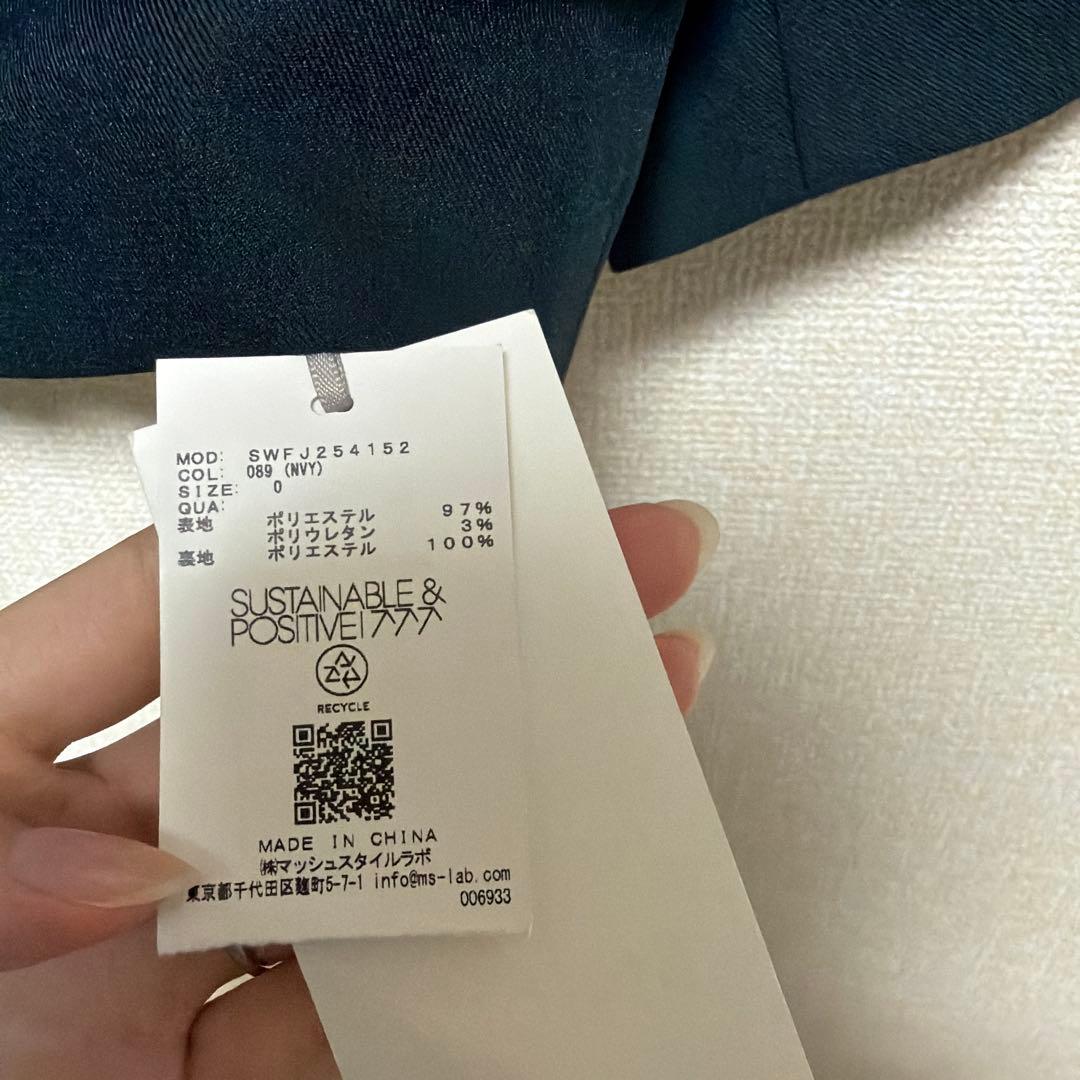 MOD: SWFJ254152
COL: 089 (NVY)
SIZE: 0
QUA:
表地 ポリエステル 97%
ポリウレタン 3%
裏地 ポリエステル 100%
SUSTAINABLE &
POSITIVE!
RECYCLE
MADE IN CHINA
㈱マッシュスタイルラボ
東京都千代田区麹町5-7-1 info@ms-lab.com
006933